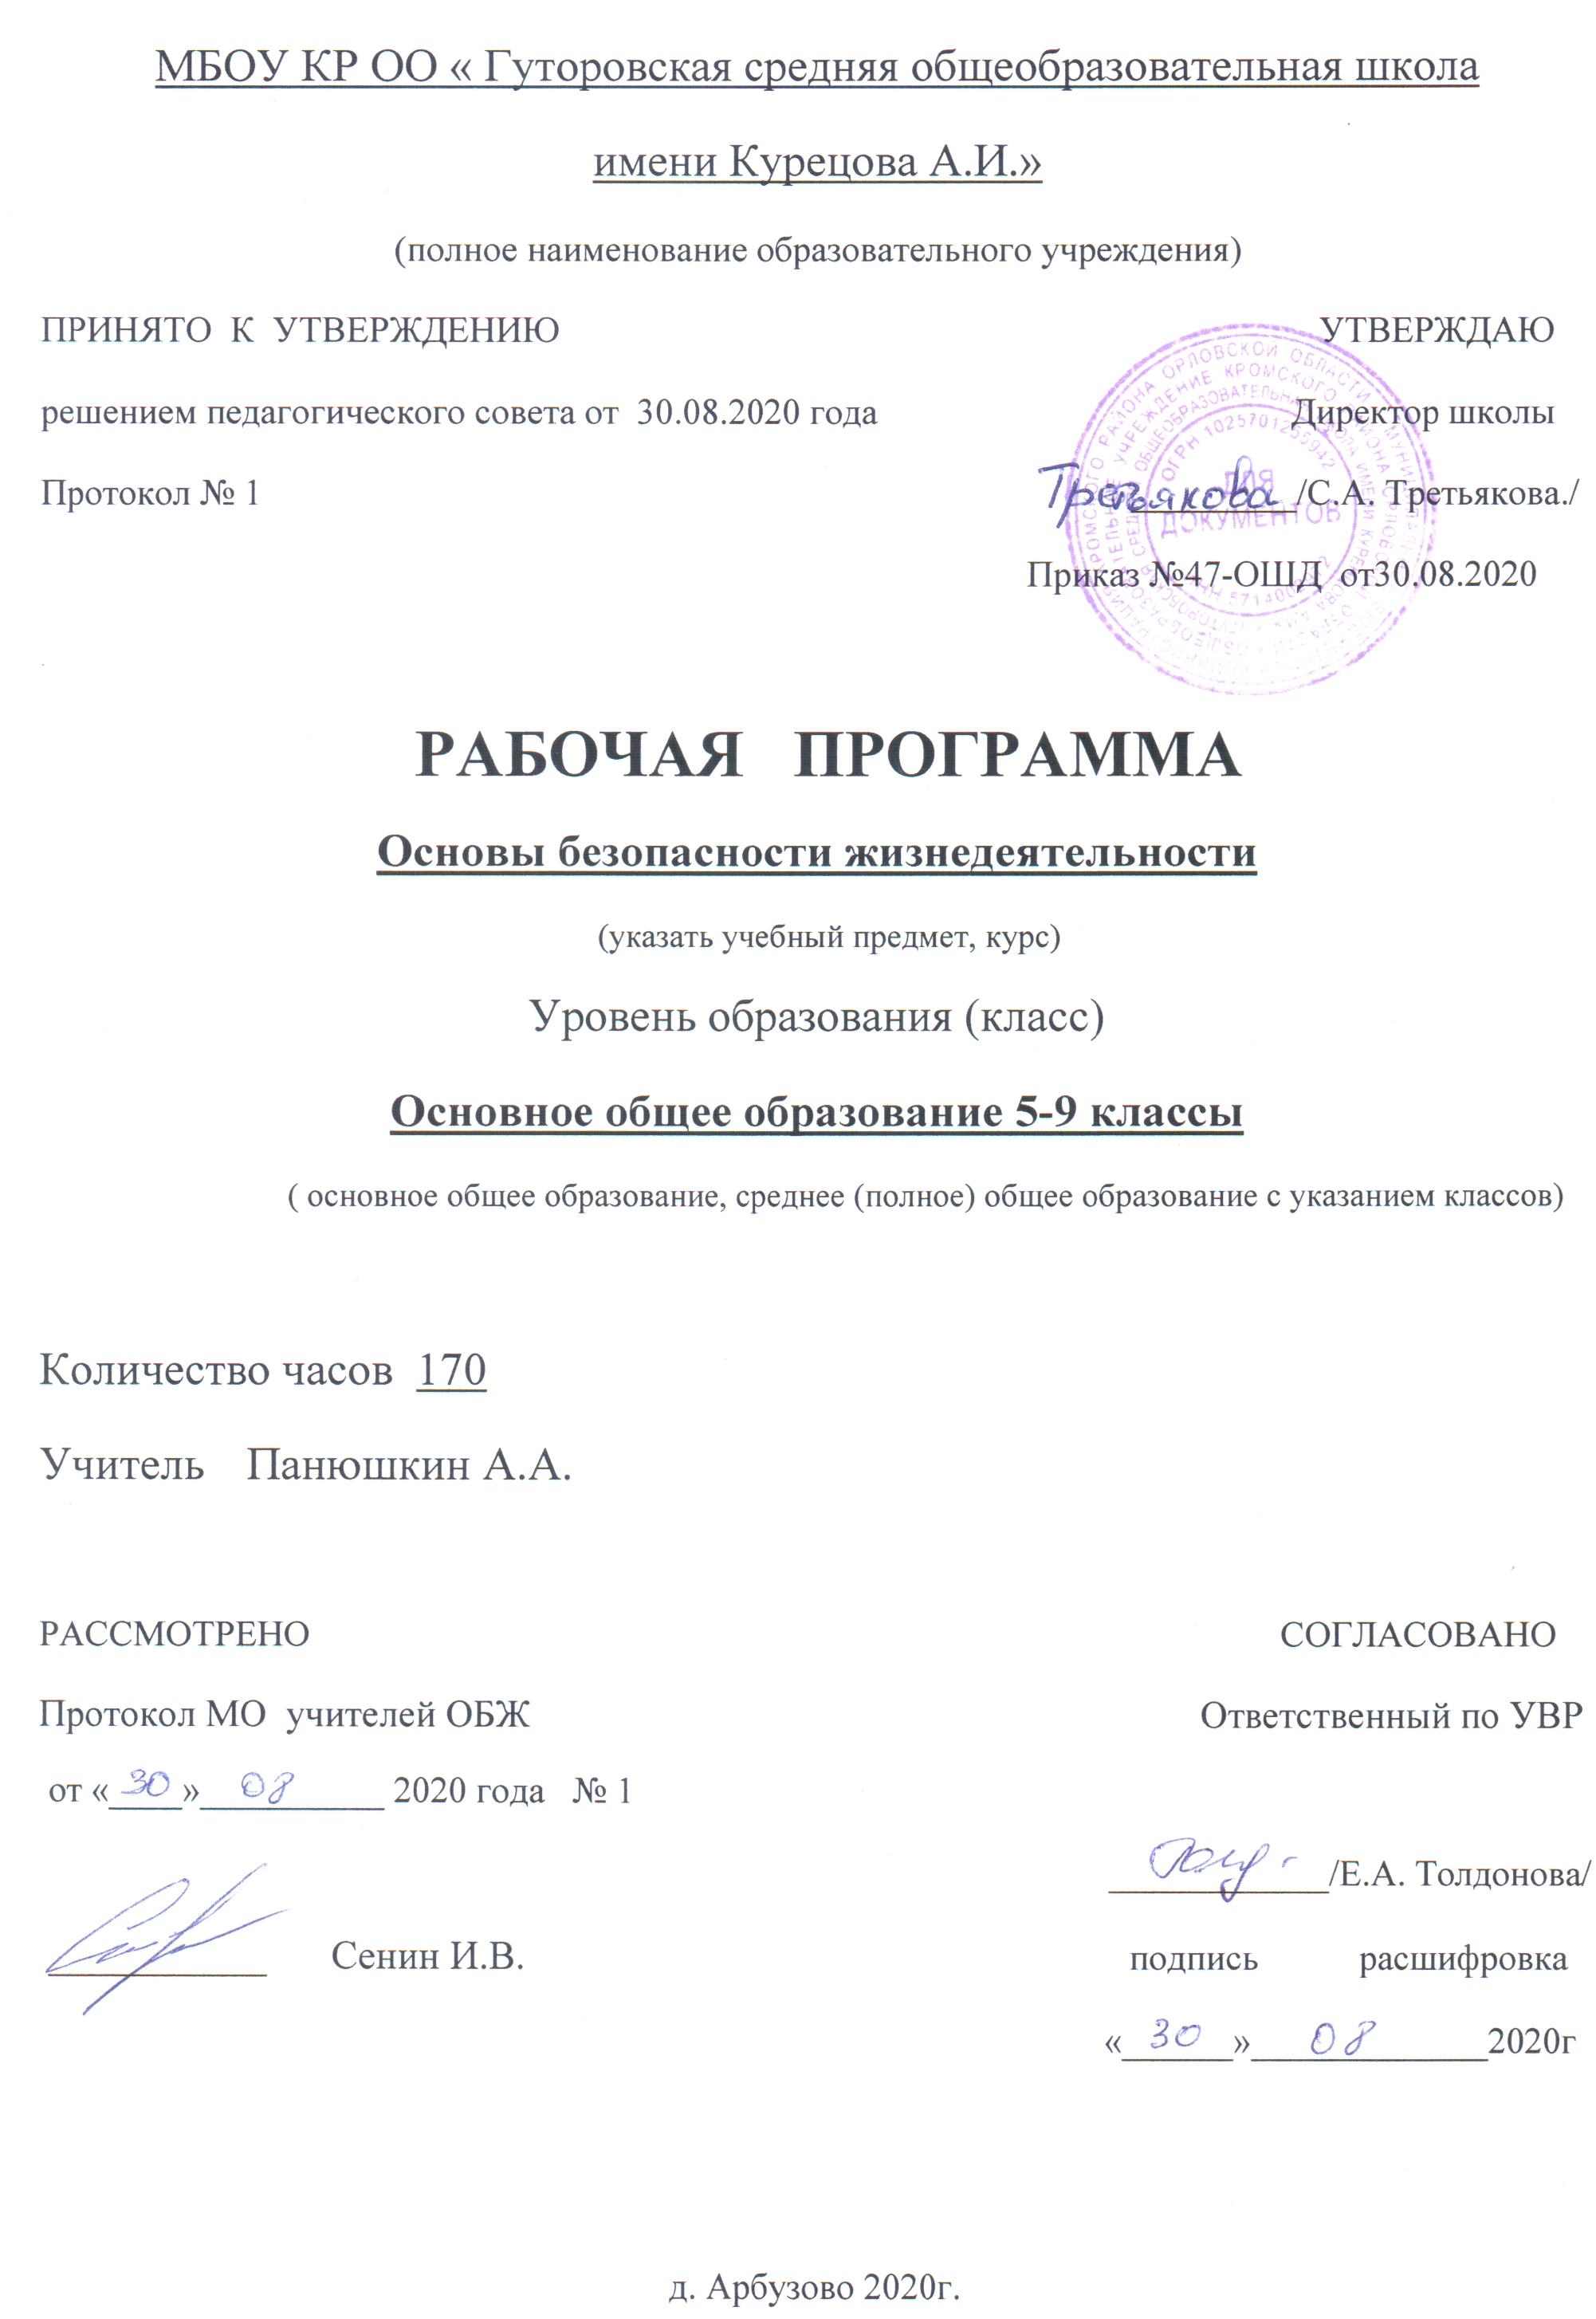 МБОУ КР ОО « Гуторовская средняя общеобразовательная школа
имени Курецова А.И.»
(полное наименование образовательного учреждения)
ПРИНЯТО К УТВЕРЖДЕНИЮ УТВЕРЖДАЮ
решением педагогического совета от 30.08.2020 года Директор школы
Протокол № 1 Третьякова /С.А. Третьякова./
Приказ №47-ОШД от30.08.2020
ОГРН 1025701255942
ДЛЯ
ДОКУМЕНТОВ
РАБОЧАЯ ПРОГРАММА
Основы безопасности жизнедеятельности
(указать учебный предмет, курс)
Уровень образования (класс)
Основное общее образование 5-9 классы
( основное общее образование, среднее (полное) общее образование с указанием классов)
Количество часов 170
Учитель Панюшкин А.А.
РАССМОТРЕНО СОГЛАСОВАНО
Протокол МО учителей ОБЖ Ответственный по УВР
от «30» 08 2020 года № 1
/Е.А. Толдонова/
Сенин И.В. подпись расшифровка
«30» 08 2020г
д. Арбузово 2020г.